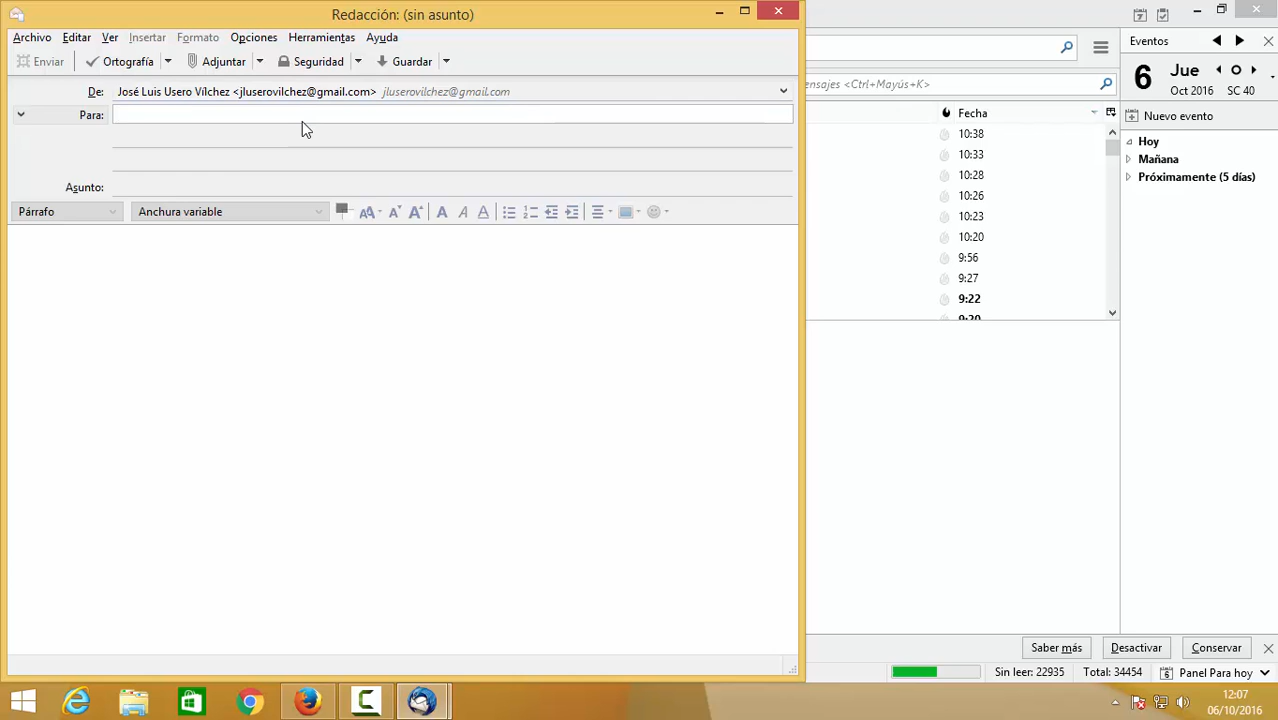 Redacción: (sin asunto)
Archivo Editar Ver Insertar Formato Opciones Herramientas Ayuda
Enviar Ortografía Adjuntar Seguridad Guardar
De José Luis Usero Vílchez <jluserovilchez@gmail.com> jluserovilchez@gmail.com
Para:
Asunto:
Párrafo Anchura variable
ensajes <Ctrl+Mayús+K>
Fecha
10:38
10:33
10:28
10:26
10:23
10:20
9:56
9:27
9:22
9:20
Eventos
6 Jue
Oct 2016 SC 40
Nuevo evento
Hoy
Mañana
Próximamente (5 días)
Saber más Desactivar Conservar
Sin leer: 22935 Total: 34454 6 Panel Para hoy
12:07
06/10/2016